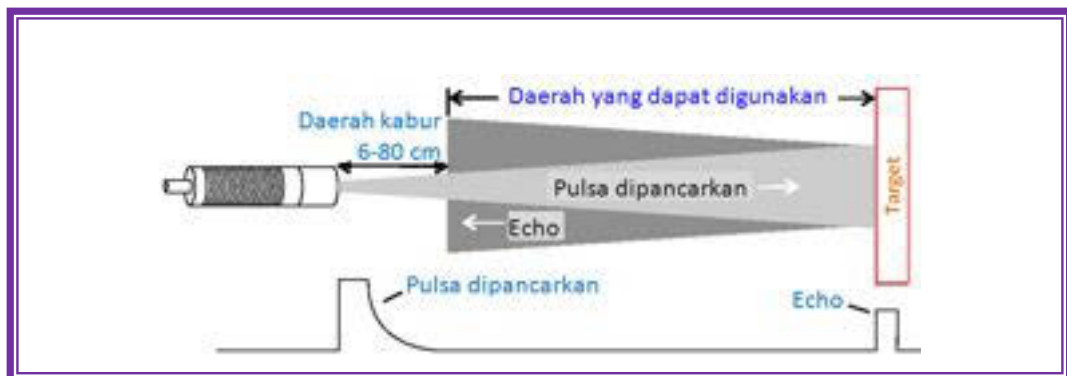 Daerah yang dapat digunakan
Daerah kabur
6-80 cm
Pulsa dipancarkan
Target
Echo
Pulsa dipancarkan
Echo